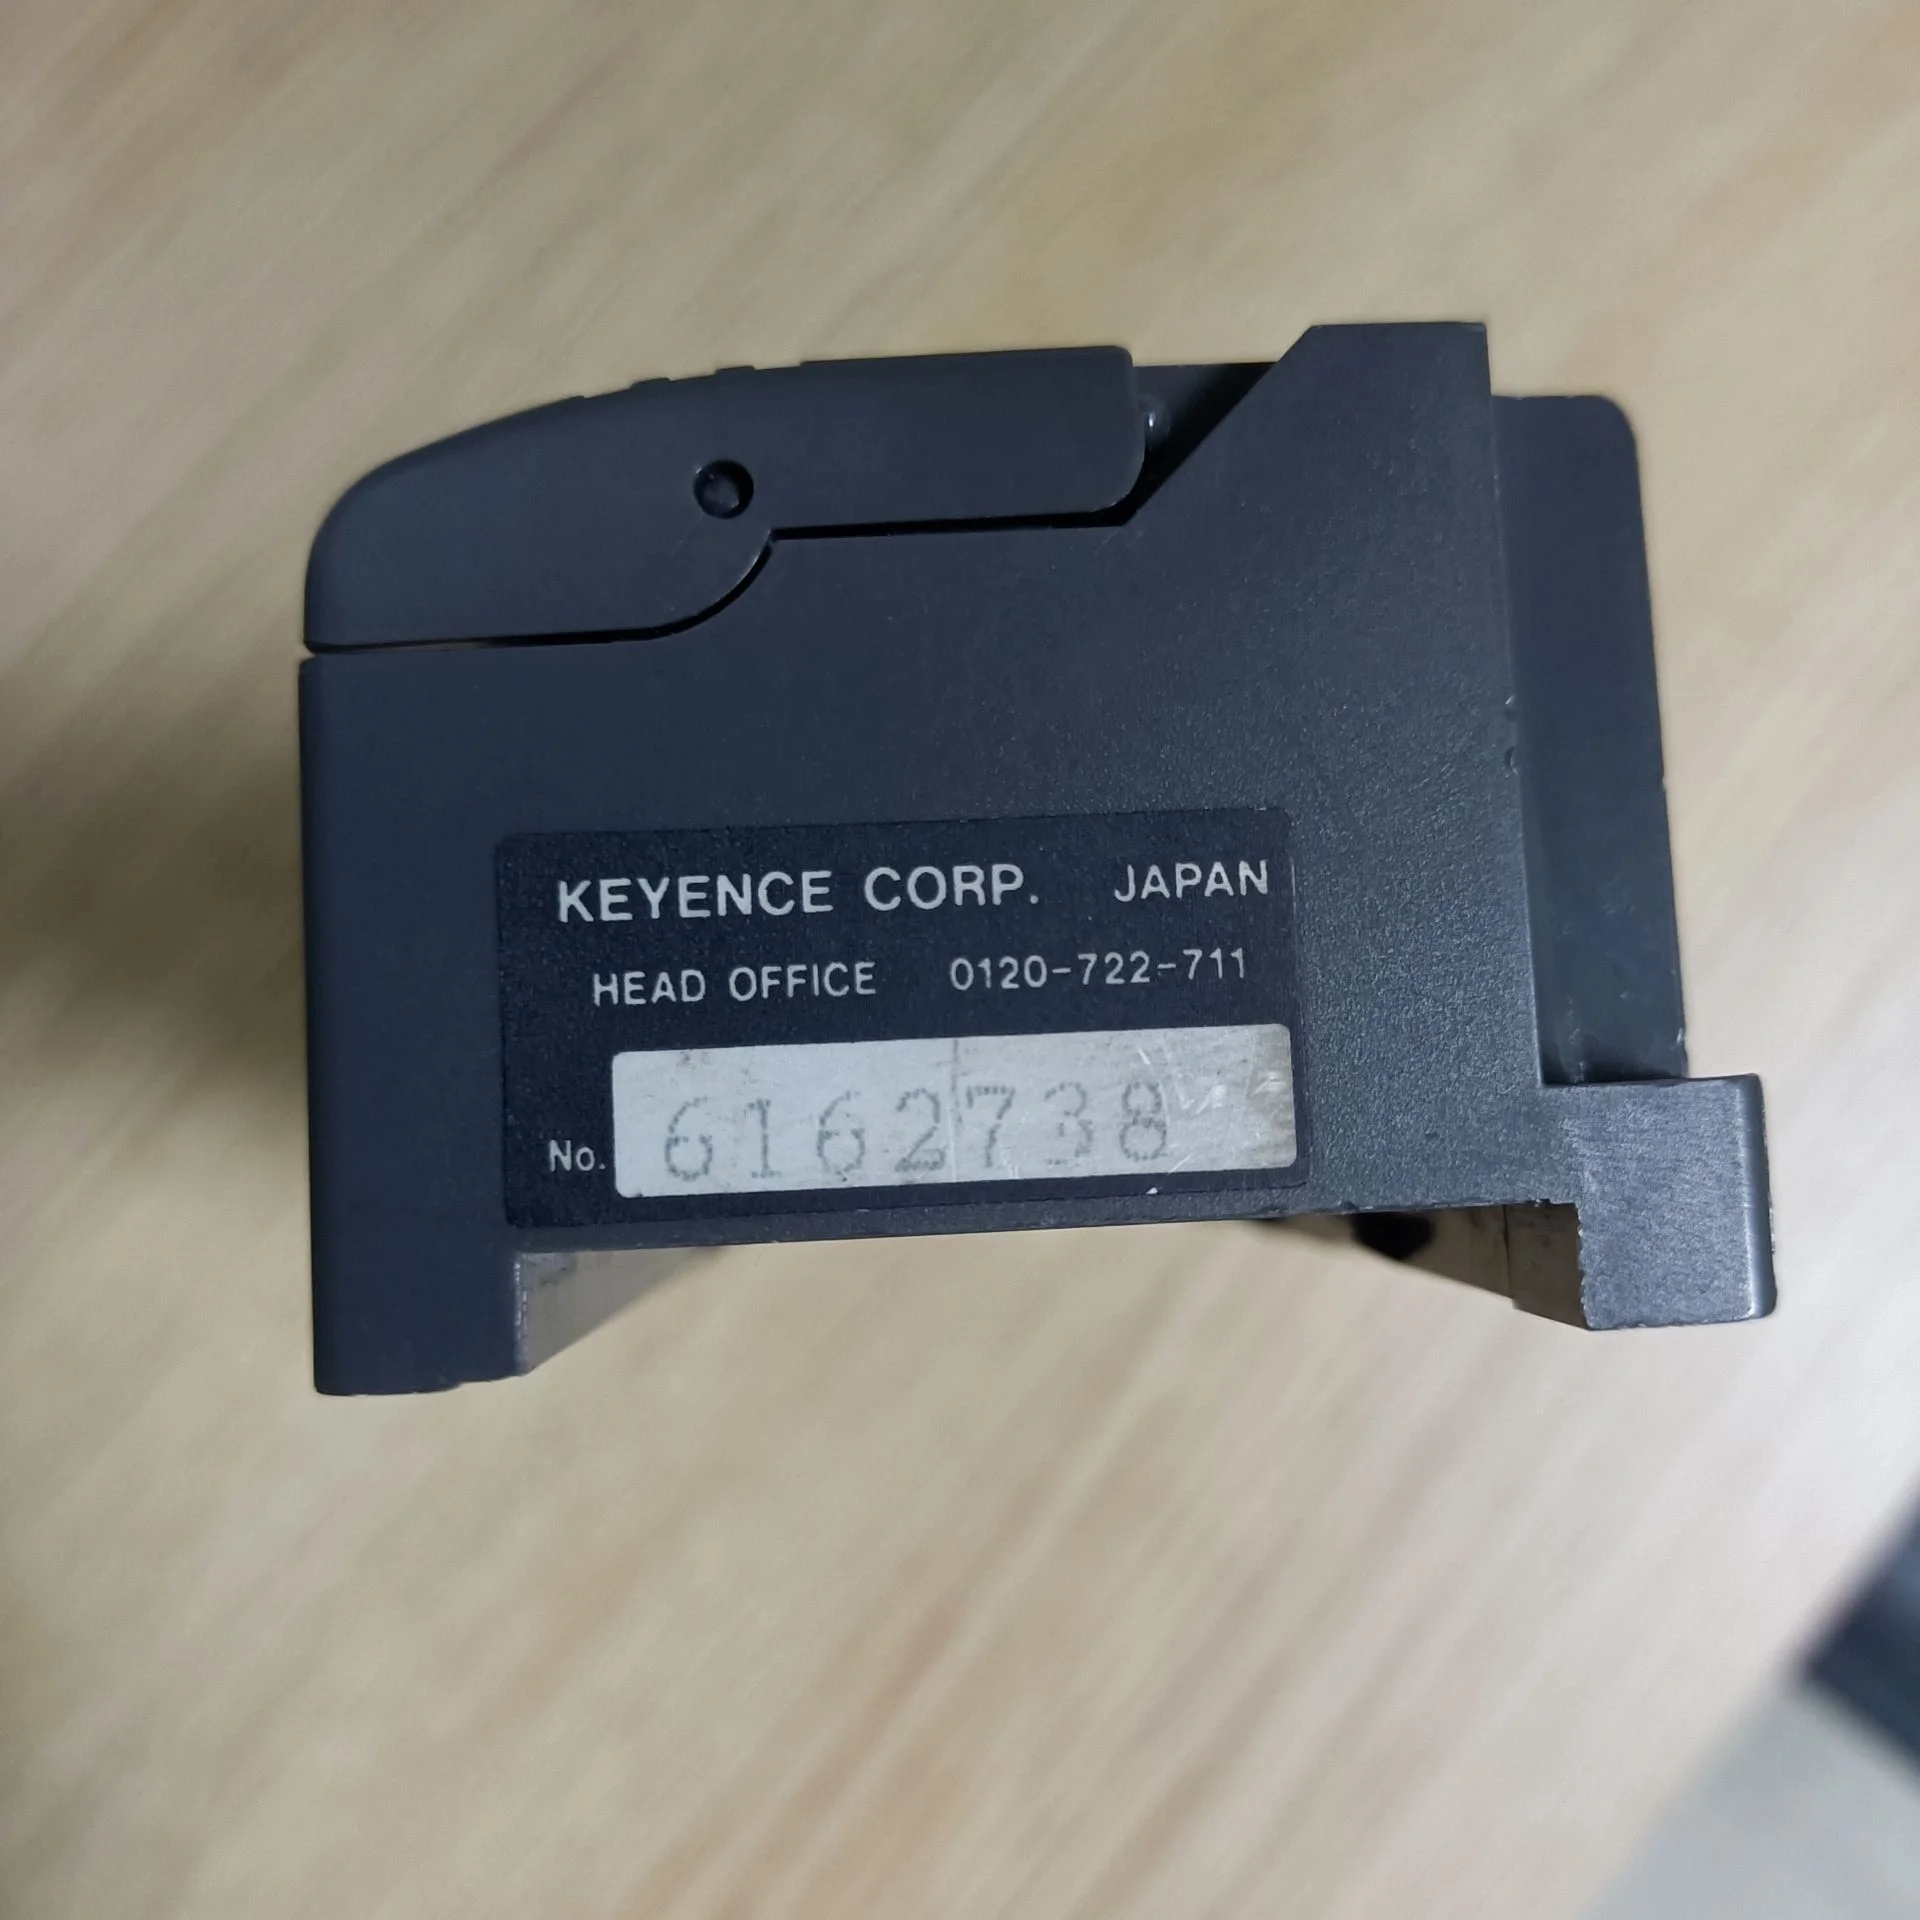 KEYENCE CORP. JAPAN
HEAD OFFICE 0120-722-711
No. 6162738